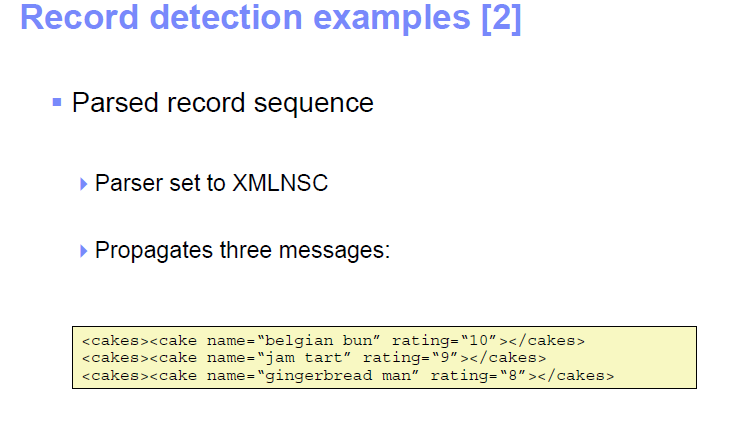 Record detection examples [2]
Parsed record sequence
Parser set to XMLNSC
Propagates three messages:
<cakes><cake name=“belgian bun” rating=“10”></cakes>
<cakes><cake name=“jam tart” rating=“9”></cakes>
<cakes><cake name=“gingerbread man” rating=“8”></cakes>